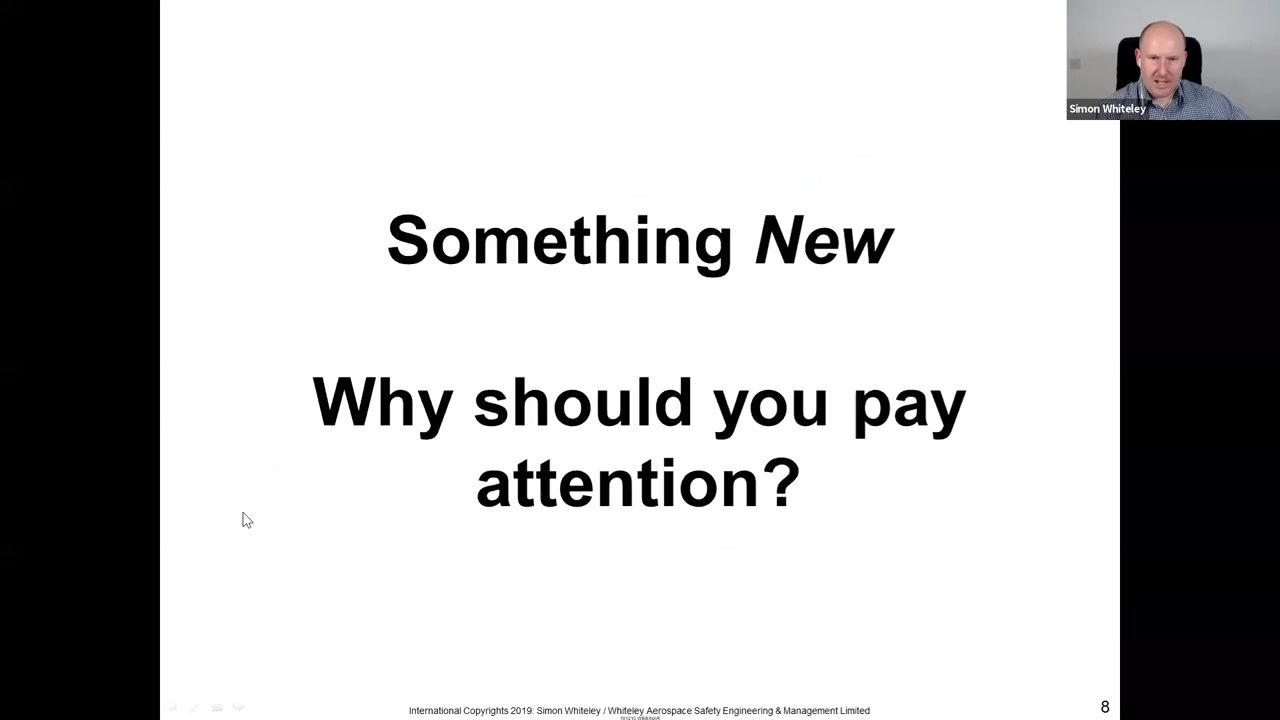 Simon Whiteley
Something New
Why should you pay
attention?
International Copyrights 2019: Simon Whiteley / Whiteley Aerospace Safety Engineering & Management Limited
8